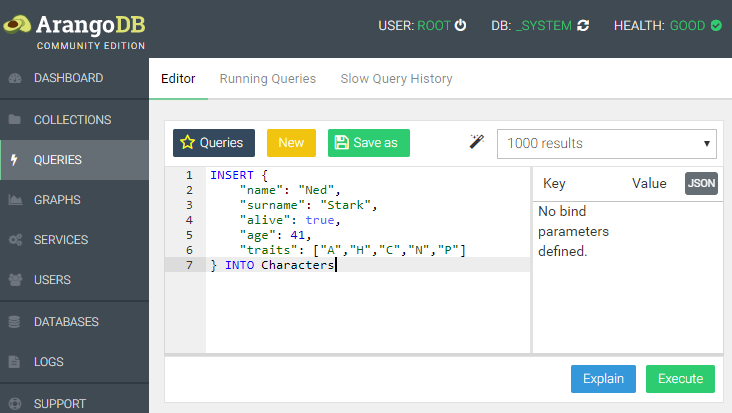 ArangoDB
COMMUNITY EDITION
USER: ROOT
DB: _SYSTEM
HEALTH: GOOD
DASHBOARD
COLLECTIONS
QUERIES
GRAPHS
SERVICES
USERS
DATABASES
LOGS
SUPPORT
Editor
Running Queries
Slow Query History
Queries
New
Save as
1000 results
1 INSERT {
2 "name": "Ned",
3 "surname": "Stark",
4 "alive": true,
5 "age": 41,
6 "traits": ["A","H","C","N","P"]
7 } INTO Characters
Key Value JSON
No bind
parameters
defined.
Explain
Execute